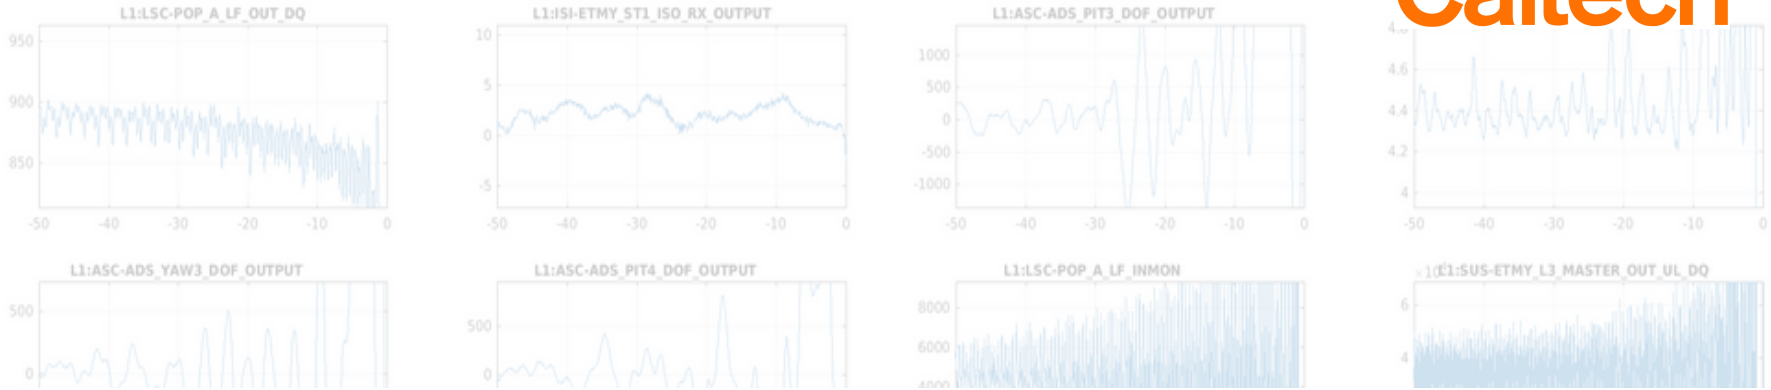 Caltech
L1:LSC-POP_A_LF_OUT_DQ
950
900
850
-50 -40 -30 -20 -10 0
L1:ISI-ETMY_ST1_ISO_RX_OUTPUT
10
5
0
-5
-50 -40 -30 -20 -10 0
L1:ASC-ADS_PIT3_DOF_OUTPUT
1000
500
0
-500
-1000
-50 -40 -30 -20 -10 0
4.8
4.6
4.4
4.2
4
-50 -40 -30 -20 -10 0
L1:ASC-ADS_YAW3_DOF_OUTPUT
500
0
L1:ASC-ADS_PIT4_DOF_OUTPUT
500
0
L1:LSC-POP_A_LF_INMON
8000
6000
4000
L1:SUS-ETMY_L3_MASTER_OUT_UL_DQ
6
4